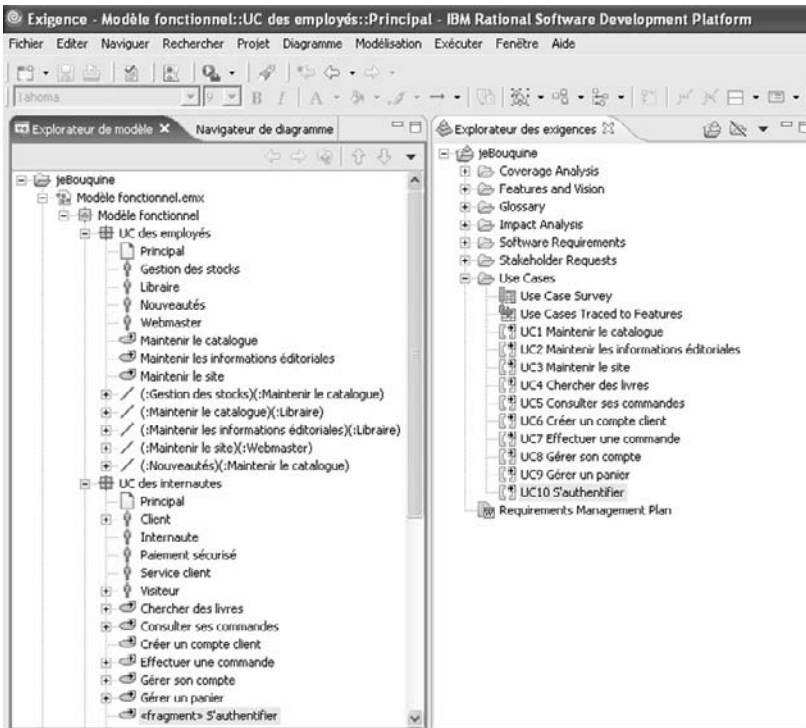 Exigence - Modèle fonctionnel::UC des employés::Principal - IBM Rational Software Development Platform
Fichier Editer Naviguer Rechercher Projet Diagramme Modélisation Exécuter Fenêtre Aide
Tahoma 9 B I A
Explorateur de modèle Navigateur de diagramme
jeBouquine
Modèle fonctionnel.emx
Modèle fonctionnel
UC des employés
Principal
Gestion des stocks
Libraire
Nouveautés
Webmaster
Maintenir le catalogue
Maintenir les informations éditoriales
Maintenir le site
(:Gestion des stocks)(:Maintenir le catalogue)
(:Maintenir le catalogue)(:Libraire)
(:Maintenir les informations éditoriales)(:Libraire)
(:Maintenir le site)(:Webmaster)
(:Nouveautés)(:Maintenir le catalogue)
UC des internautes
Principal
Client
Internaute
Paiement sécurisé
Service client
Visiteur
Chercher des livres
Consulter ses commandes
Créer un compte client
Effectuer une commande
Gérer son compte
Gérer un panier
«fragment» S'authentifier
Explorateur des exigences
jeBouquine
Coverage Analysis
Features and Vision
Glossary
Impact Analysis
Software Requirements
Stakeholder Requests
Use Cases
Use Case Survey
Use Cases Traced to Features
UC1 Maintenir le catalogue
UC2 Maintenir les informations éditoriales
UC3 Maintenir le site
UC4 Chercher des livres
UC5 Consulter ses commandes
UC6 Créer un compte client
UC7 Effectuer une commande
UC8 Gérer son compte
UC9 Gérer un panier
UC10 S'authentifier
Requirements Management Plan